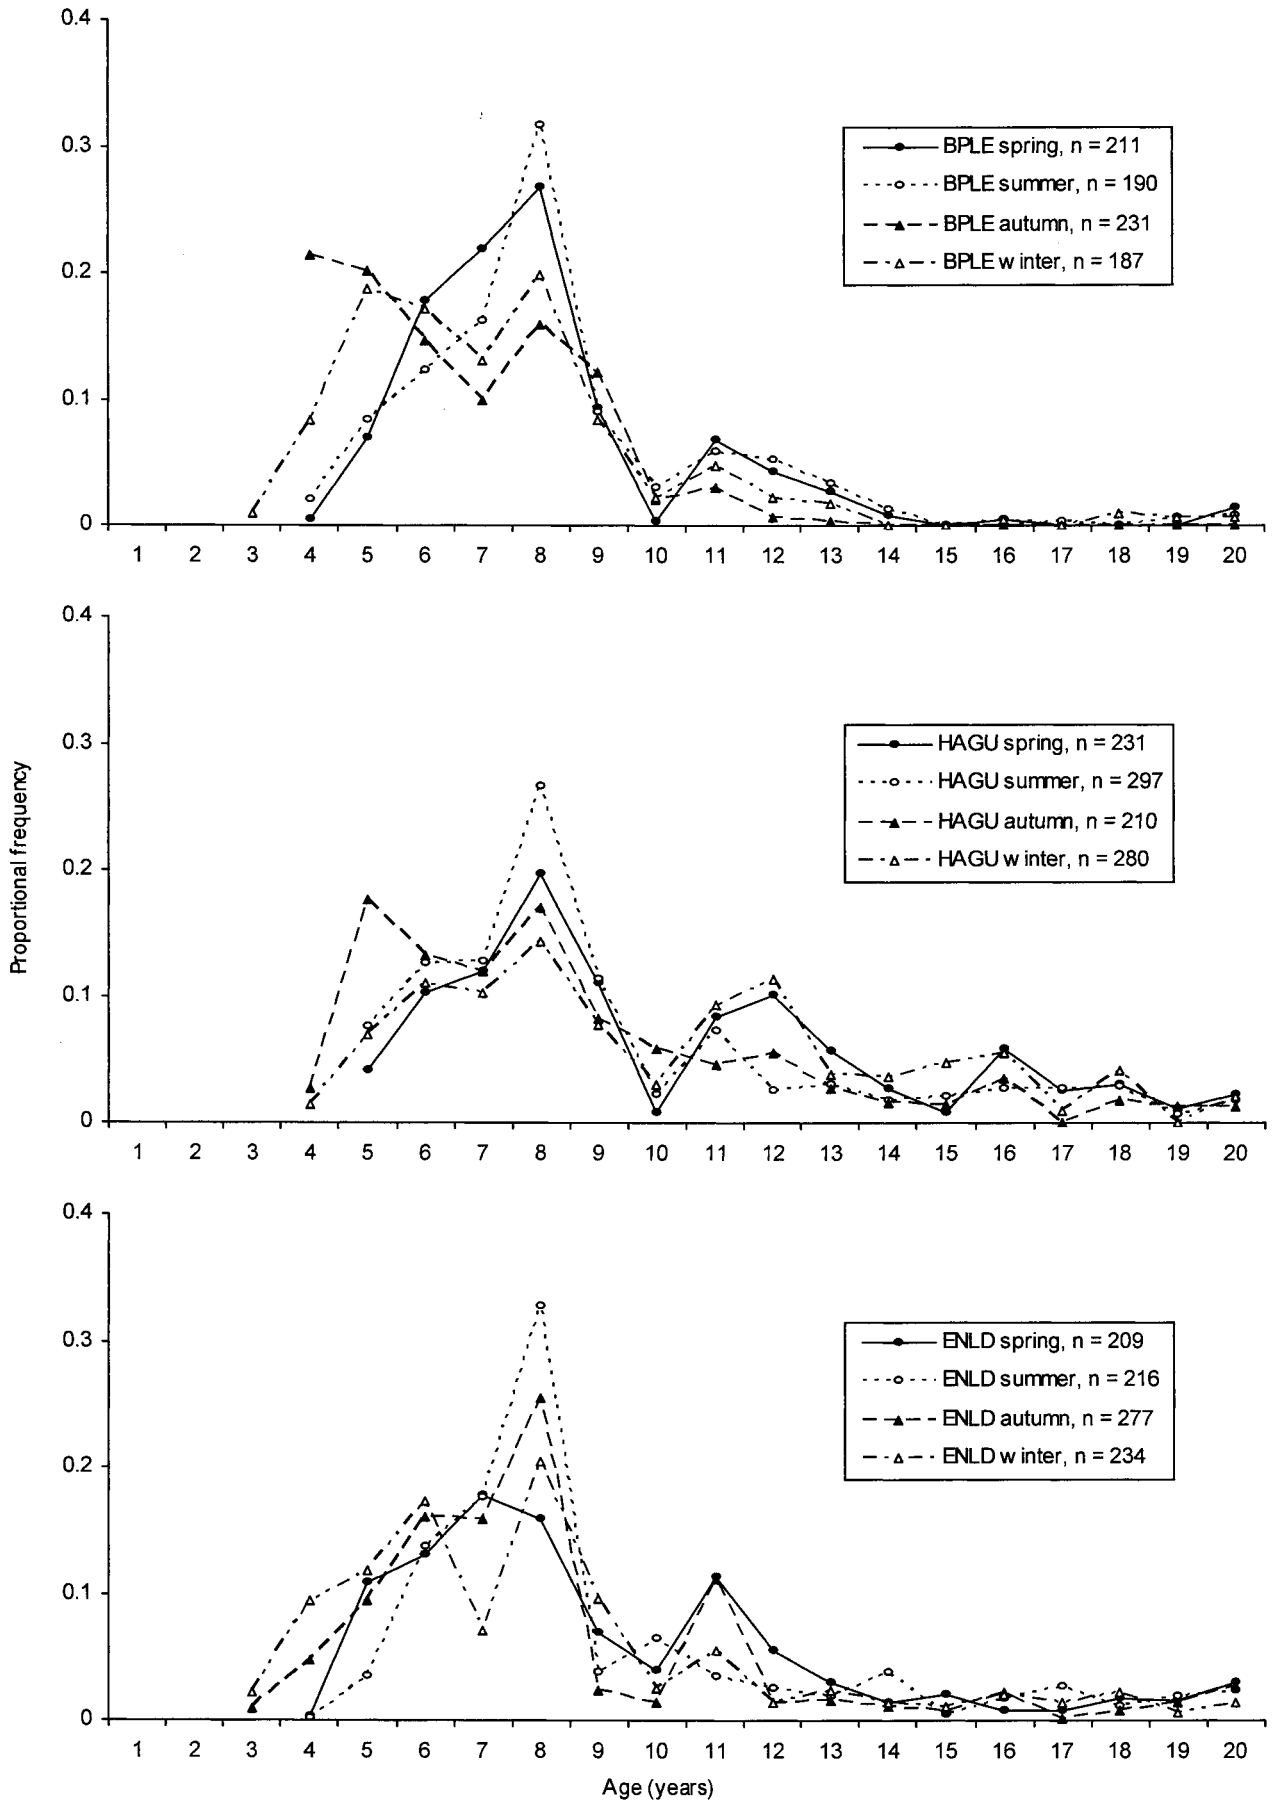 0.4
0.3
0.2
0.1
0
BPLE spring, n = 211
BPLE summer, n = 190
BPLE autumn, n = 231
BPLE winter, n = 187
1 2 3 4 5 6 7 8 9 10 11 12 13 14 15 16 17 18 19 20
Proportional frequency
0.4
0.3
0.2
0.1
0
HAGU spring, n = 231
HAGU summer, n = 297
HAGU autumn, n = 210
HAGU winter, n = 280
1 2 3 4 5 6 7 8 9 10 11 12 13 14 15 16 17 18 19 20
0.4
0.3
0.2
0.1
0
ENLD spring, n = 209
ENLD summer, n = 216
ENLD autumn, n = 277
ENLD winter, n = 234
1 2 3 4 5 6 7 8 9 10 11 12 13 14 15 16 17 18 19 20
Age (years)